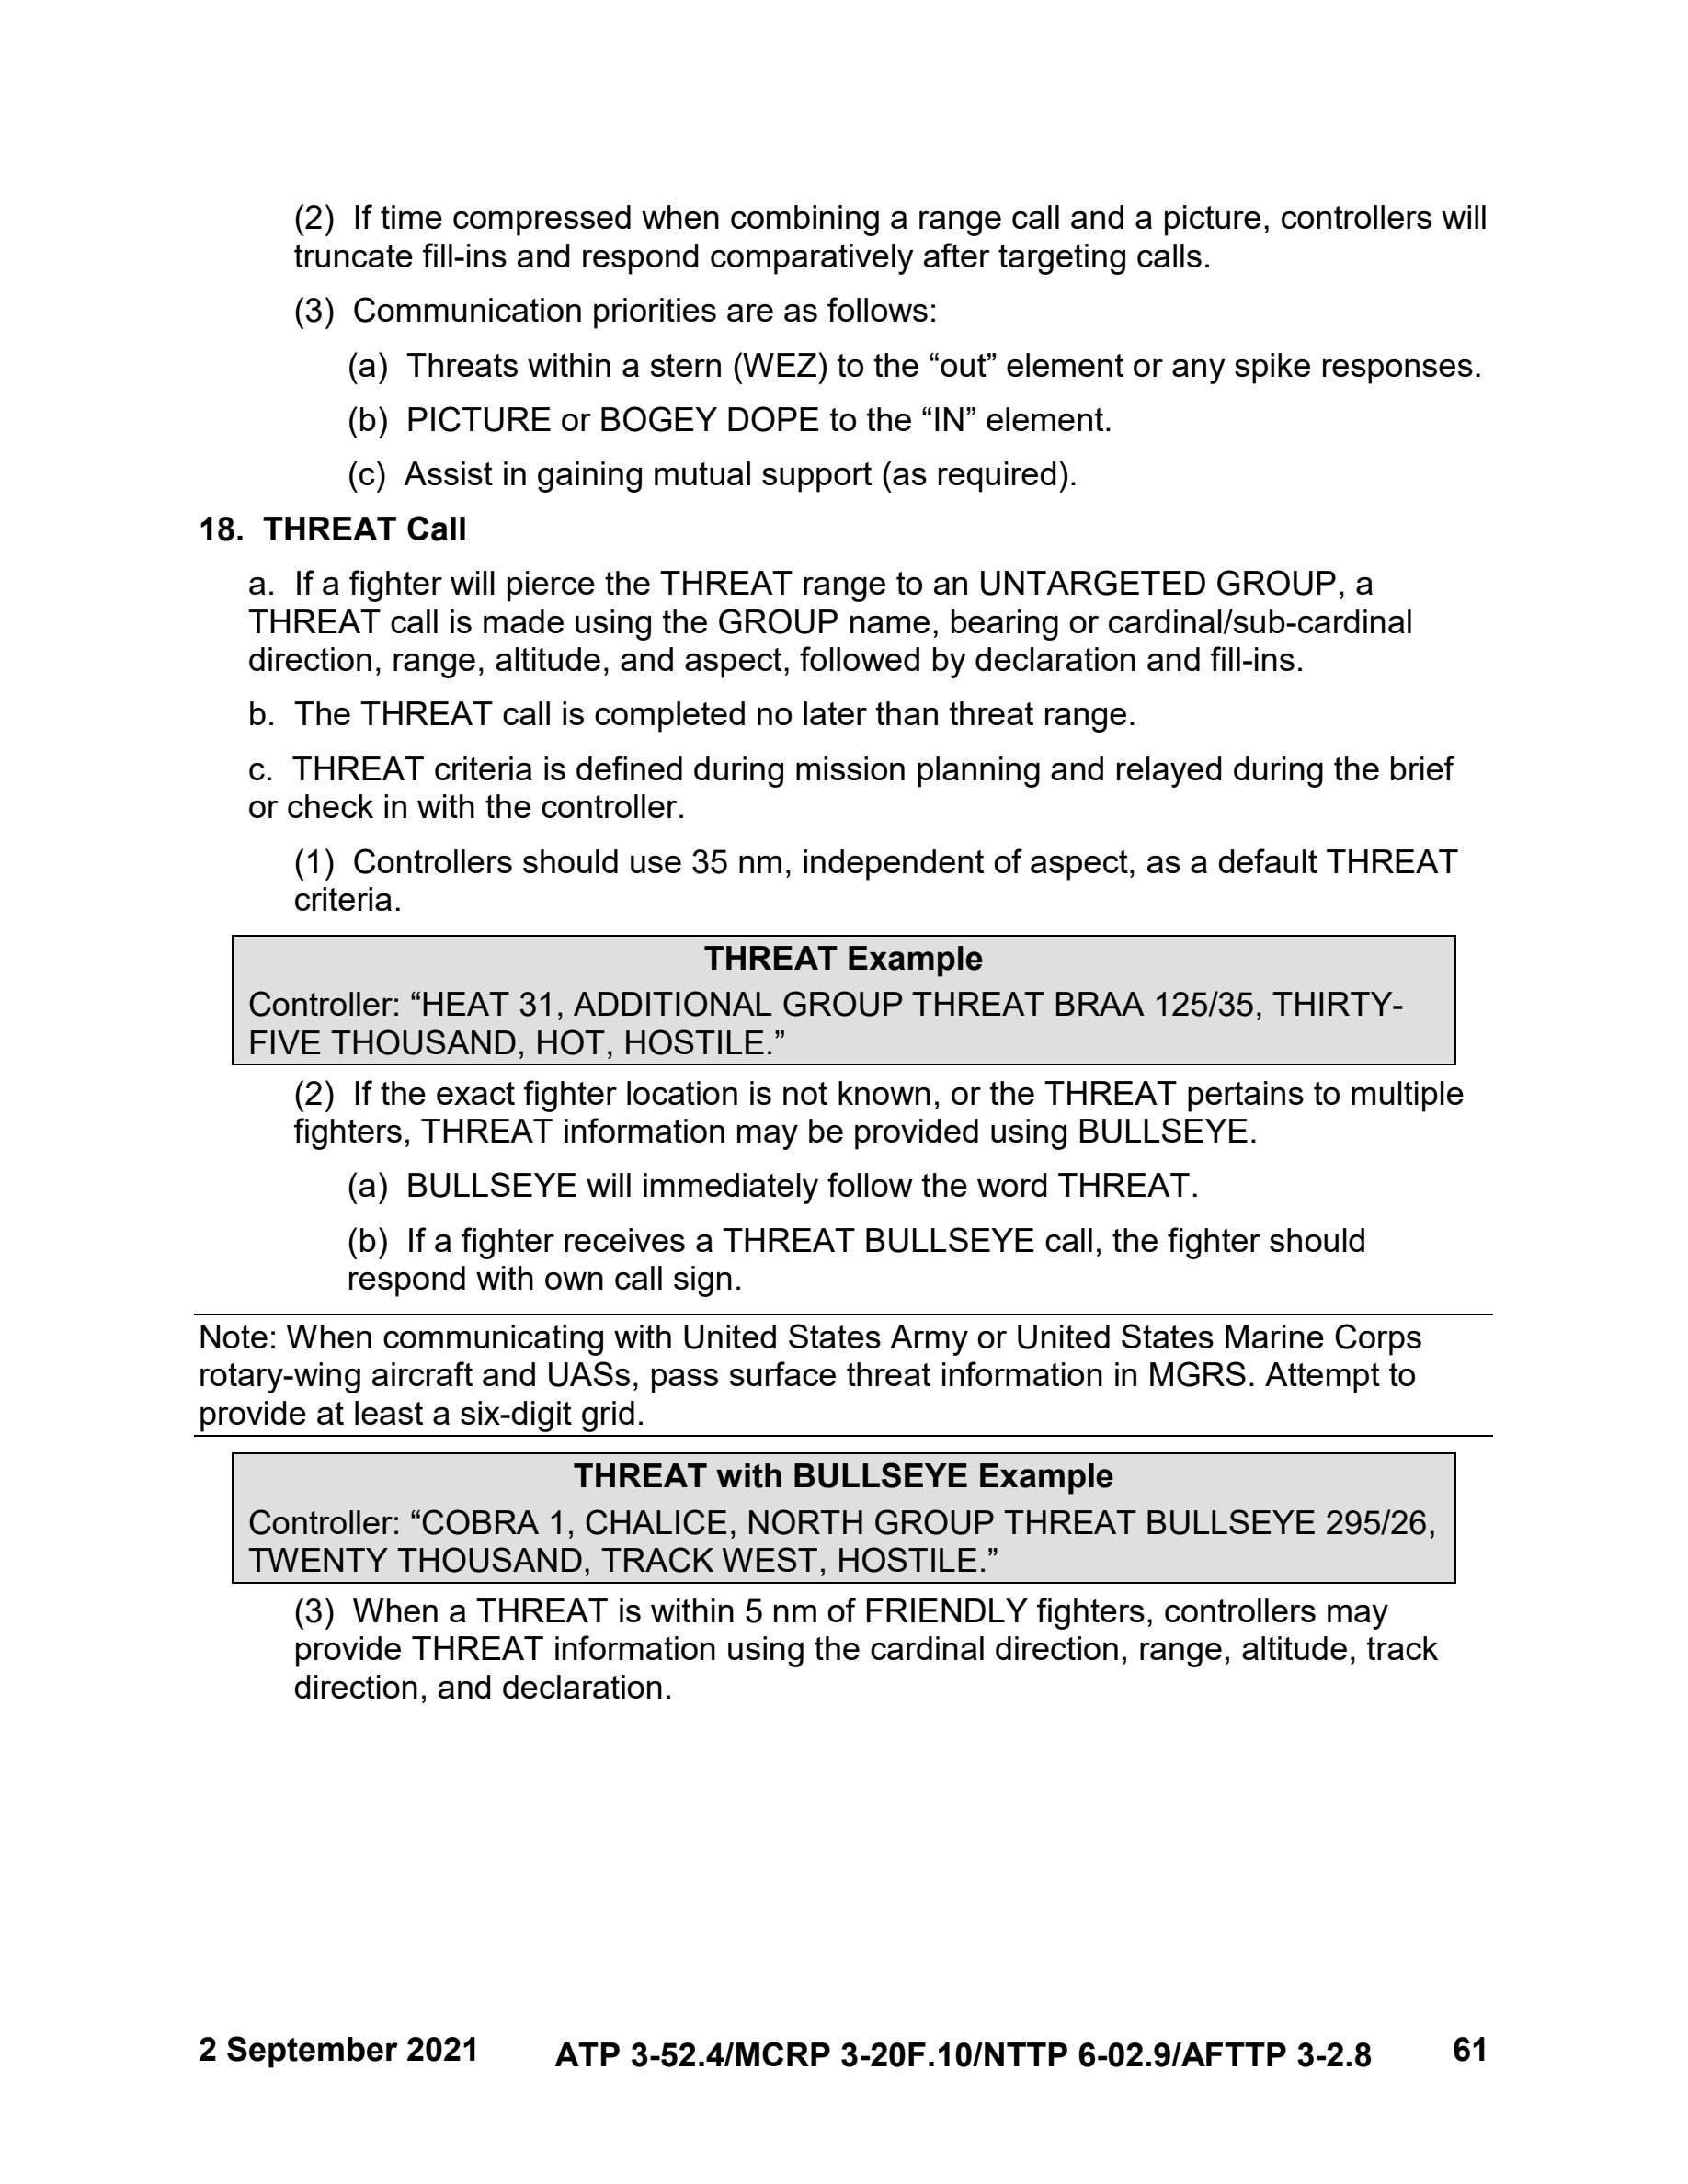 (2) If time compressed when combining a range call and a picture, controllers will
truncate fill-ins and respond comparatively after targeting calls.
(3) Communication priorities are as follows:
(a) Threats within a stern (WEZ) to the “out” element or any spike responses.
(b) PICTURE or BOGEY DOPE to the “IN” element.
(c) Assist in gaining mutual support (as required).
18. THREAT Call
a. If a fighter will pierce the THREAT range to an UNTARGETED GROUP, a
THREAT call is made using the GROUP name, bearing or cardinal/sub-cardinal
direction, range, altitude, and aspect, followed by declaration and fill-ins.
b. The THREAT call is completed no later than threat range.
c. THREAT criteria is defined during mission planning and relayed during the brief
or check in with the controller.
(1) Controllers should use 35 nm, independent of aspect, as a default THREAT
criteria.
THREAT Example
Controller: “HEAT 31, ADDITIONAL GROUP THREAT BRAA 125/35, THIRTY-
FIVE THOUSAND, HOT, HOSTILE.”
(2) If the exact fighter location is not known, or the THREAT pertains to multiple
fighters, THREAT information may be provided using BULLSEYE.
(a) BULLSEYE will immediately follow the word THREAT.
(b) If a fighter receives a THREAT BULLSEYE call, the fighter should
respond with own call sign.
Note: When communicating with United States Army or United States Marine Corps
rotary-wing aircraft and UASs, pass surface threat information in MGRS. Attempt to
provide at least a six-digit grid.
THREAT with BULLSEYE Example
Controller: “COBRA 1, CHALICE, NORTH GROUP THREAT BULLSEYE 295/26,
TWENTY THOUSAND, TRACK WEST, HOSTILE.”
(3) When a THREAT is within 5 nm of FRIENDLY fighters, controllers may
provide THREAT information using the cardinal direction, range, altitude, track
direction, and declaration.
2 September 2021 ATP 3-52.4/MCRP 3-20F.10/NTTP 6-02.9/AFTTP 3-2.8 61